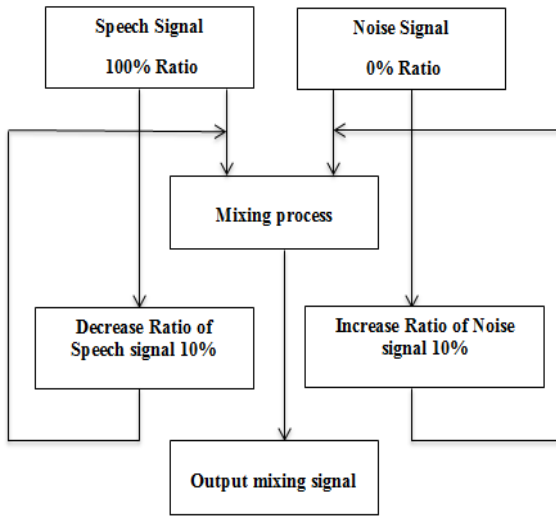 Speech Signal
100% Ratio
Noise Signal
0% Ratio
Mixing process
Decrease Ratio of
Speech signal 10%
Increase Ratio of Noise
signal 10%
Output mixing signal